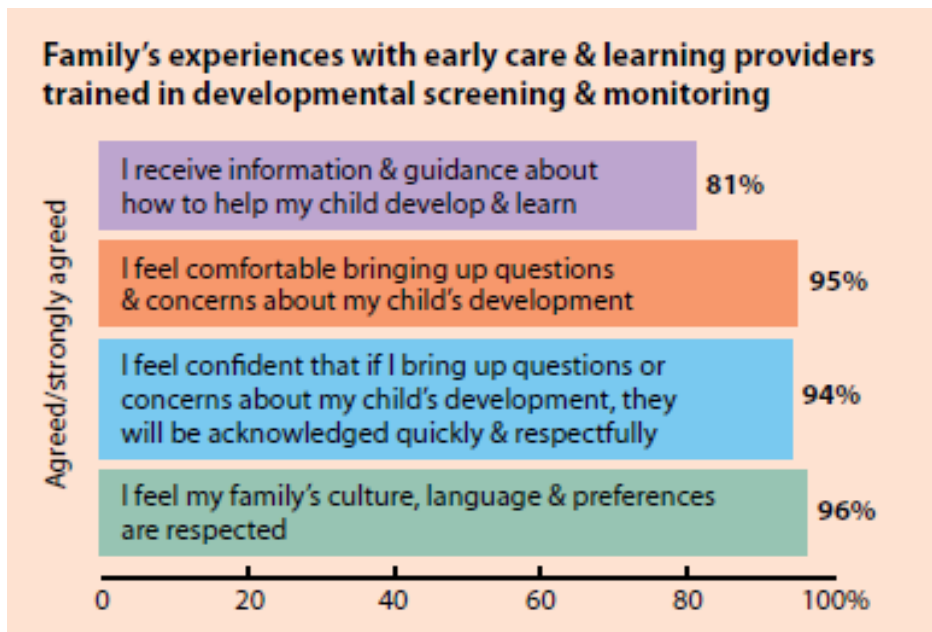 Family’s experiences with early care & learning providers
trained in developmental screening & monitoring
Agreed/strongly agreed
I receive information & guidance about
how to help my child develop & learn
81%
I feel comfortable bringing up questions
& concerns about my child’s development
95%
I feel confident that if I bring up questions or
concerns about my child’s development, they
will be acknowledged quickly & respectfully
94%
I feel my family’s culture, language & preferences
are respected
96%
0 20 40 60 80 100%